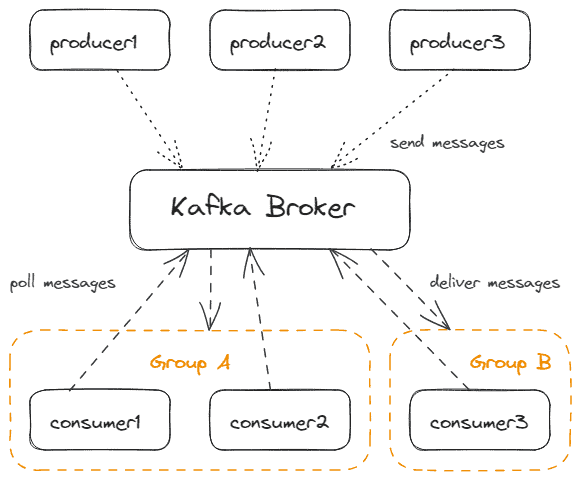 producer1
producer2
producer3
send messages
Kafka Broker
poll messages
deliver messages
Group A
Group B
consumer1
consumer2
consumer3